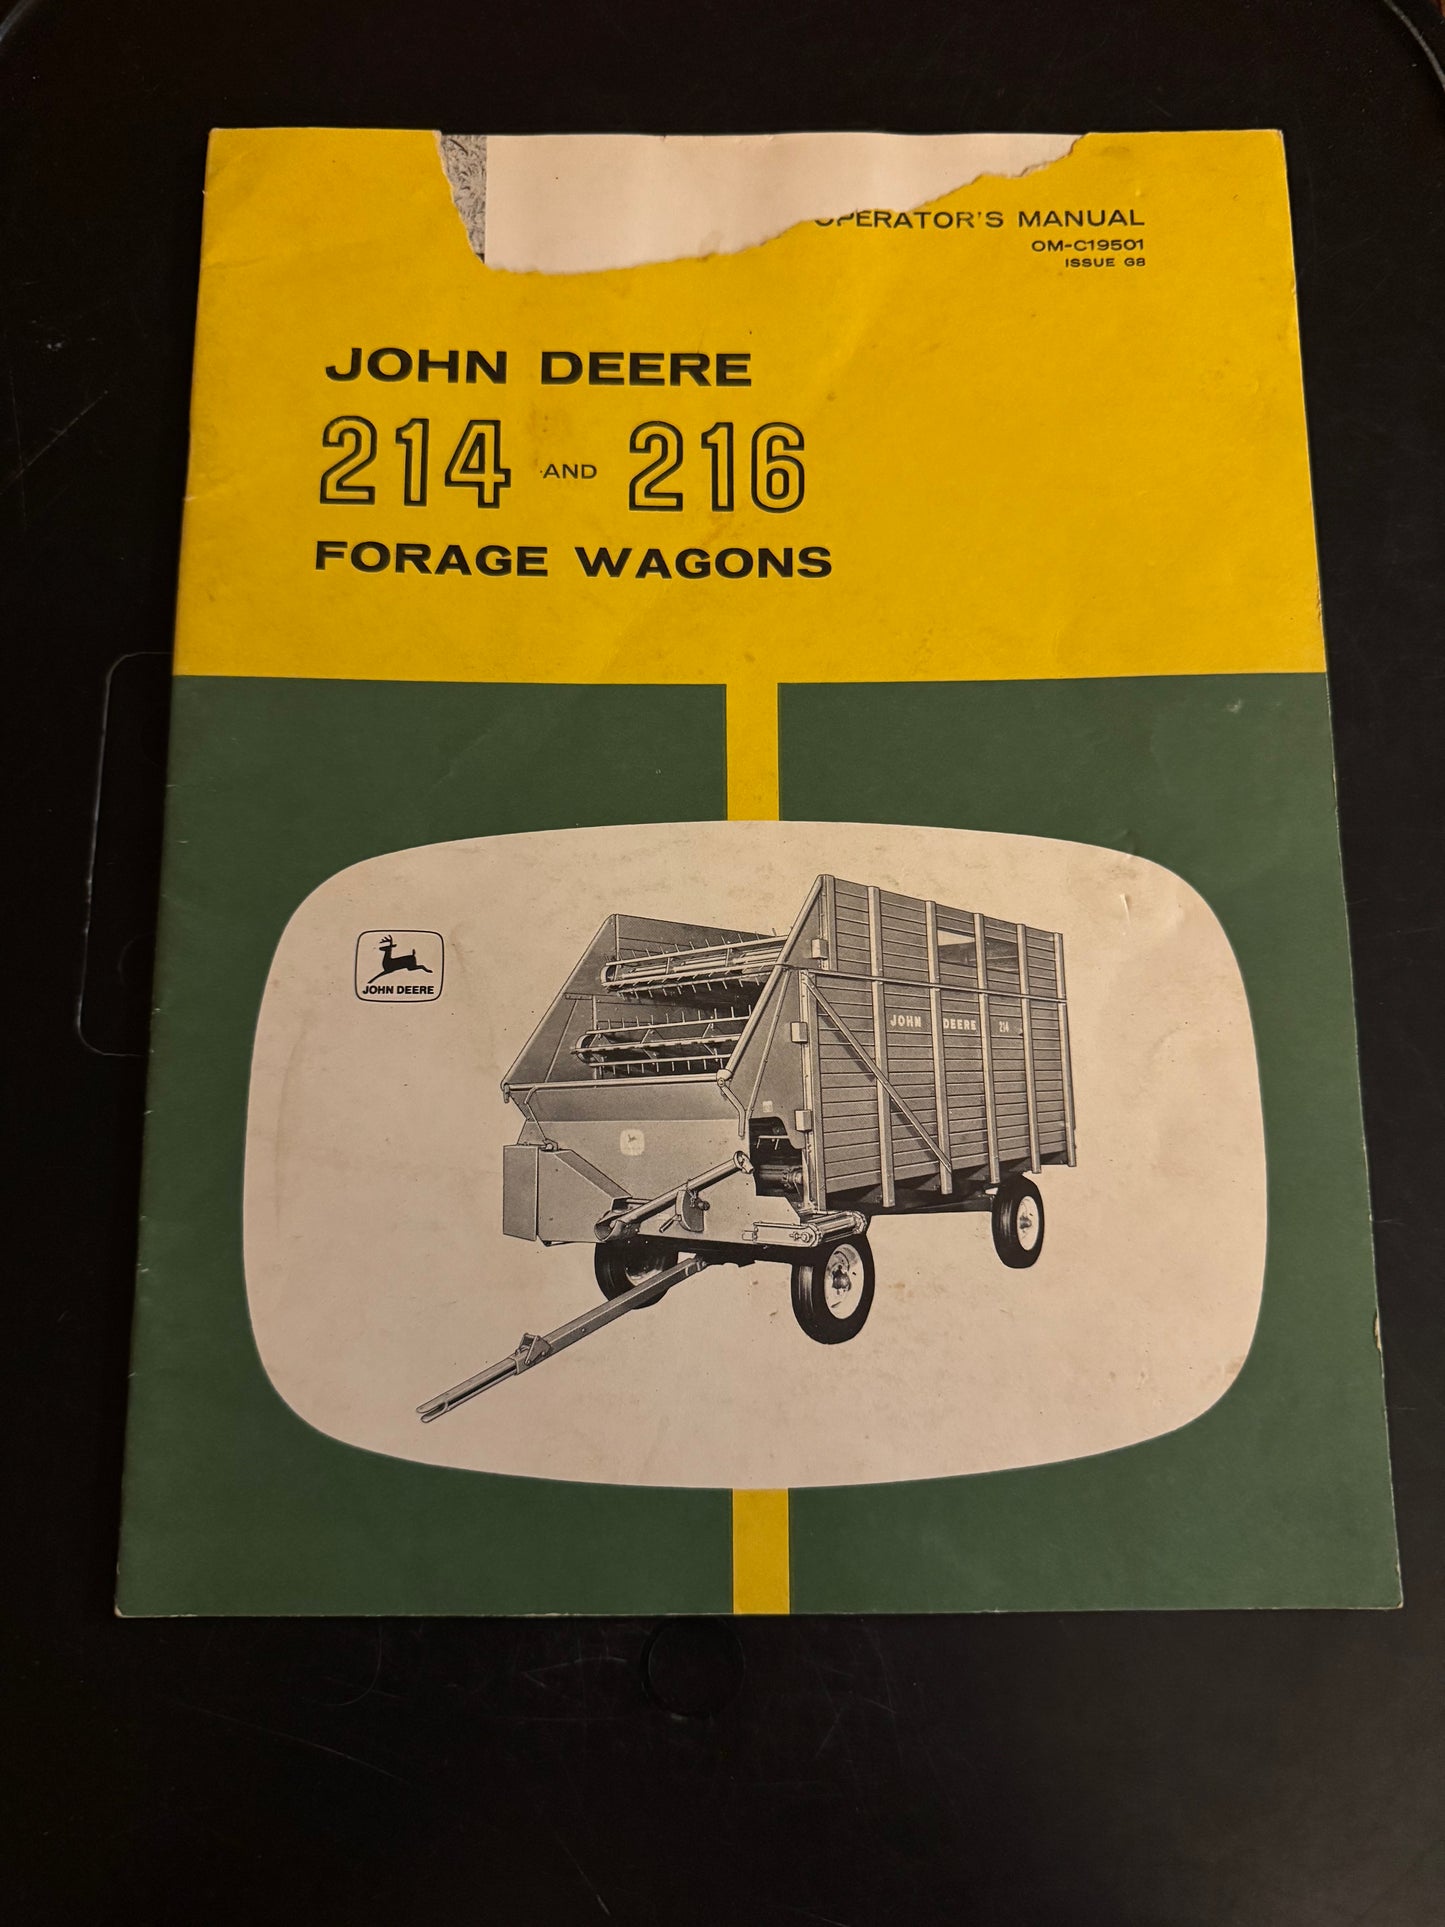 OPERATOR'S MANUAL
OM-C19501
ISSUE G8
JOHN DEERE
214 AND 216
FORAGE WAGONS
JOHN DEERE
JOHN DEERE 214